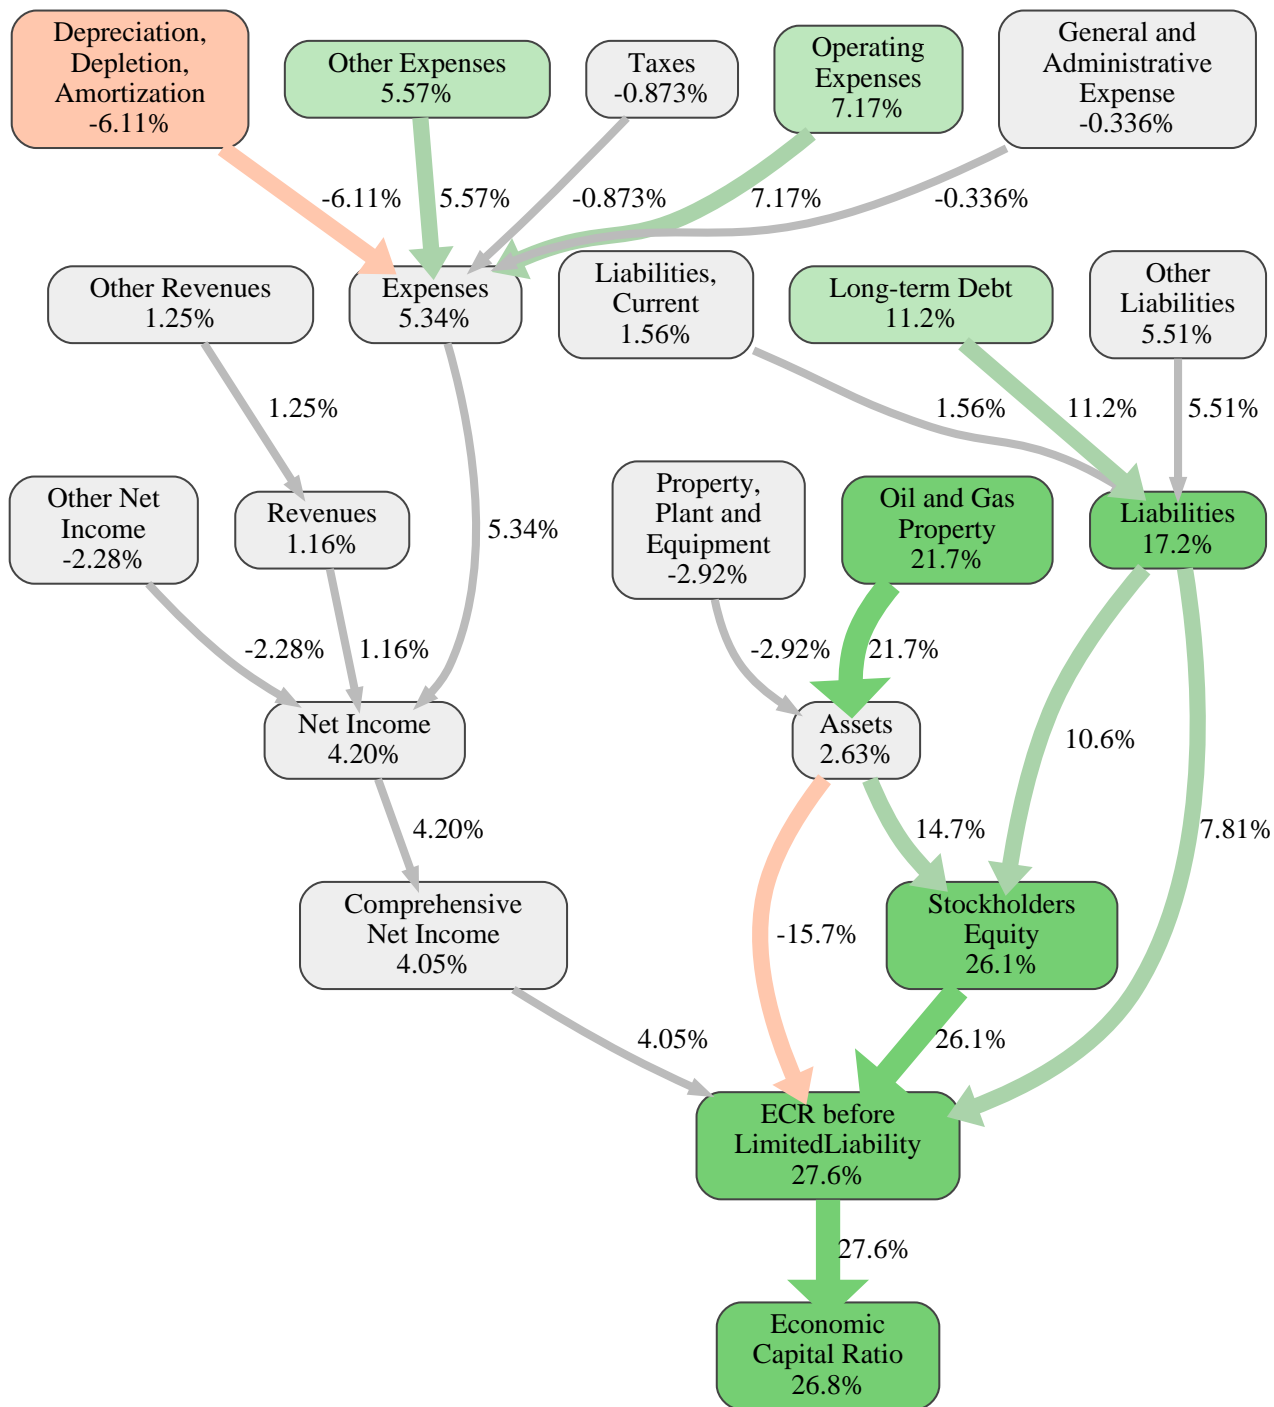 Depreciation,
Depletion,
Amortization
-6.11%
Other Expenses
5.57%
Taxes
-0.873%
Operating
Expenses
7.17%
General and
Administrative
Expense
-0.336%
-6.11%
5.57%
-0.873%
7.17%
-0.336%
Other Revenues
1.25%
Expenses
5.34%
Liabilities,
Current
1.56%
Long-term Debt
11.2%
Other
Liabilities
5.51%
1.25%
1.56%
11.2%
5.51%
Other Net
Income
-2.28%
Revenues
1.16%
5.34%
Property,
Plant and
Equipment
-2.92%
Oil and Gas
Property
21.7%
Liabilities
17.2%
-2.28%
1.16%
-2.92%
21.7%
Net Income
4.20%
Assets
2.63%
10.6%
4.20%
14.7%
7.81%
Comprehensive
Net Income
4.05%
-15.7%
Stockholders
Equity
26.1%
4.05%
26.1%
ECR before
LimitedLiability
27.6%
27.6%
Economic
Capital Ratio
26.8%